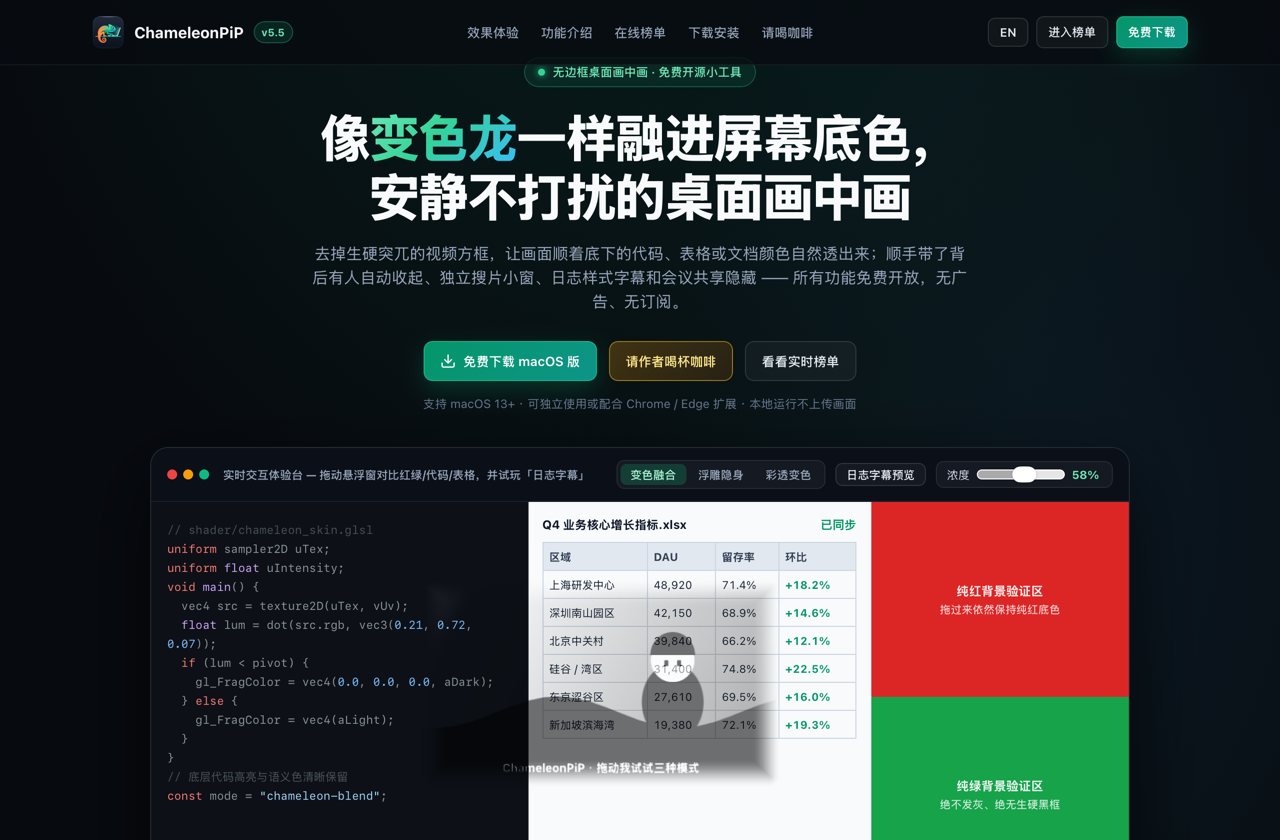 ChameleonPiP v5.5
效果体验 功能介绍 在线榜单 下载安装 请喝咖啡
EN 进入榜单 免费下载
无边框桌面画中画 · 免费开源小工具
像变色龙一样融进屏幕底色，
安静不打扰的桌面画中画
去掉生硬突兀的视频方框，让画面顺着底下的代码、表格或文档颜色自然透出来；顺手带了背
后有人自动收起、独立搜片小窗、日志样式字幕和会议共享隐藏 —— 所有功能免费开放，无广
告、无订阅。
免费下载 macOS 版 请作者喝杯咖啡 看看实时榜单
支持 macOS 13+ · 可独立使用或配合 Chrome / Edge 扩展 · 本地运行不上传画面
实时交互体验台 — 拖动悬浮窗对比红绿/代码/表格，并试玩「日志字幕」
变色融合 浮雕隐身 彩透变色 日志字幕预览 浓度 58%
// shader/chameleon_skin.glsl
uniform sampler2D uTex;
uniform float uIntensity;
void main() {
vec4 src = texture2D(uTex, vUv);
float lum = dot(src.rgb, vec3(0.21, 0.72,
0.07));
if (lum < pivot) {
gl_FragColor = vec4(0.0, 0.0, 0.0, aDark);
} else {
gl_FragColor = vec4(aLight);
}
}
// 底层代码高亮与语义色清晰保留
const mode = "chameleon-blend";
Q4 业务核心增长指标.xlsx 已同步
区域 DAU 留存率 环比
上海研发中心 48,920 71.4% +18.2%
深圳南山园区 42,150 68.9% +14.6%
北京中关村 39,840 66.2% +12.1%
硅谷 / 湾区 31,400 74.8% +22.5%
东京涩谷区 27,610 69.5% +16.0%
新加坡滨海湾 19,380 72.1% +19.3%
ChameleonPiP · 拖动我试试三种模式
纯红背景验证区
拖过来依然保持纯红底色
纯绿背景验证区
绝不发灰、绝无生硬黑框